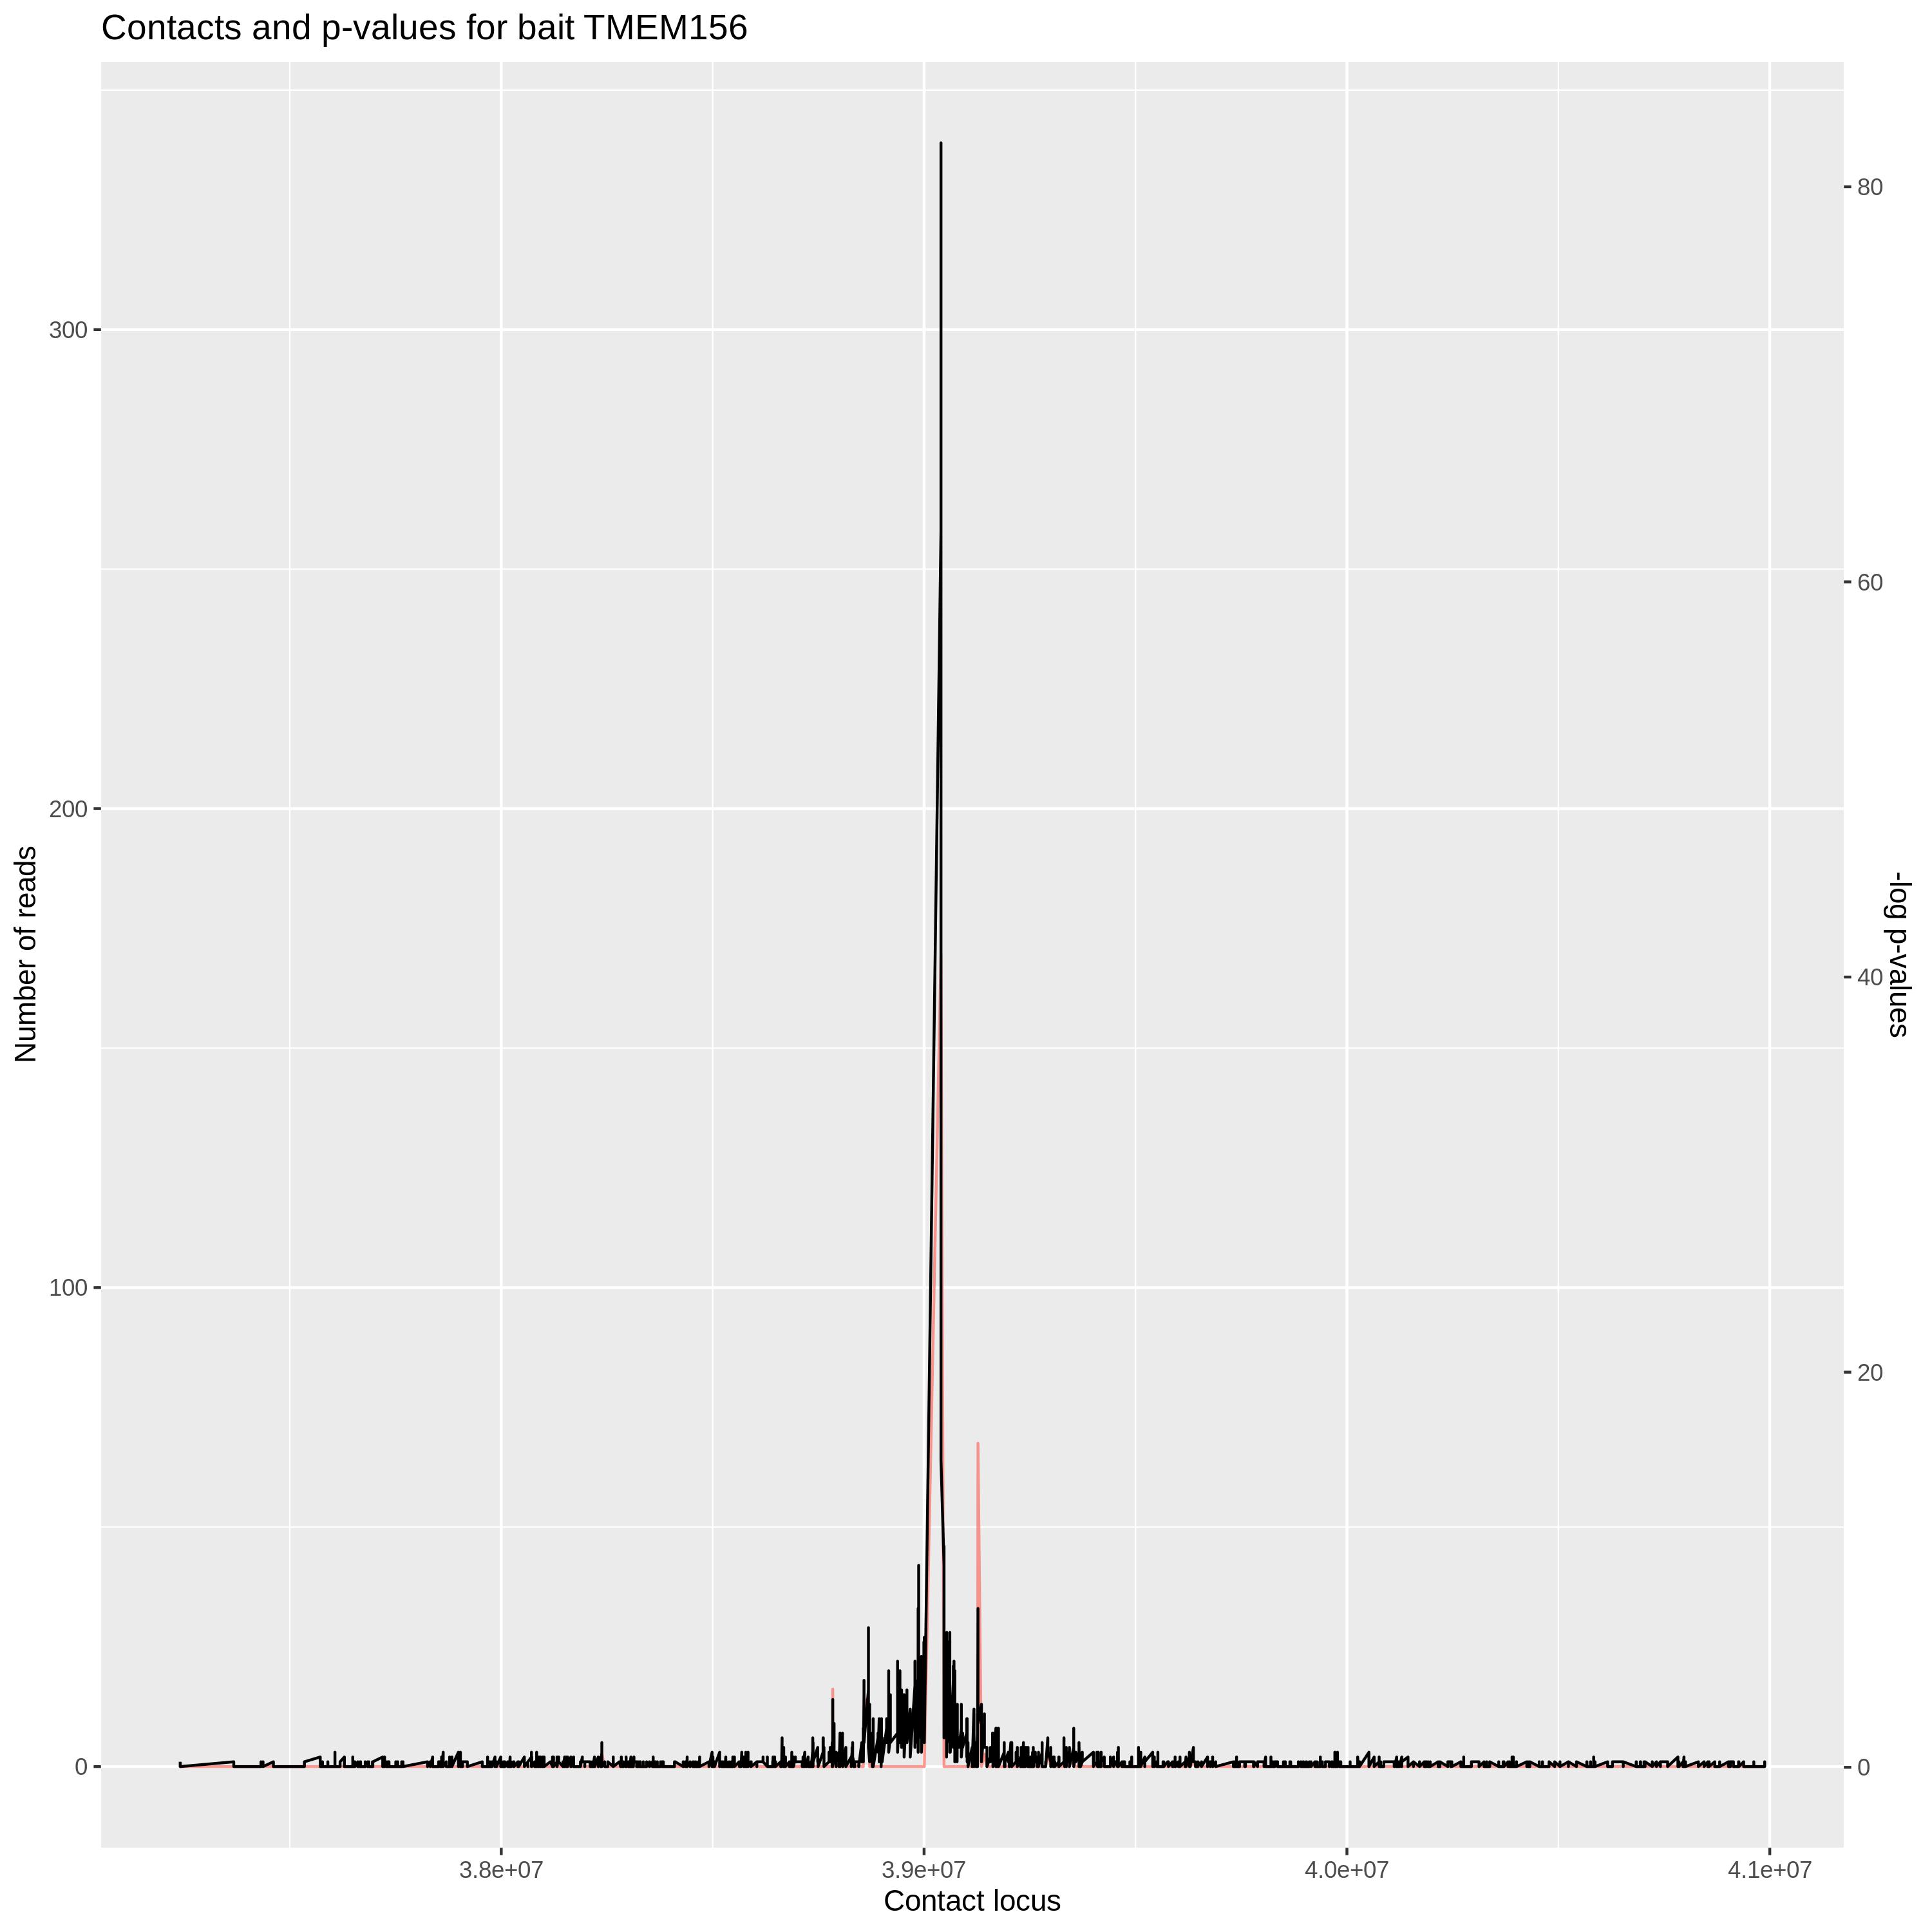 Contacts and p-values for bait TMEM156
300
200
100
0
Number of reads
80
60
40
20
0
-log p-values
3.8e+07
3.9e+07
4.0e+07
4.1e+07
Contact locus